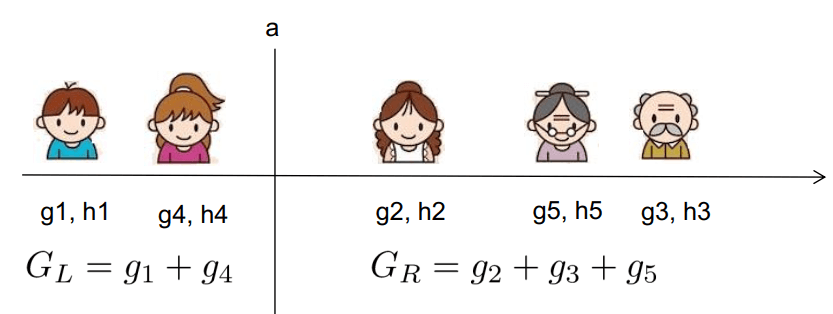 a
g1, h1 g4, h4 g2, h2 g5, h5 g3, h3
G_L = g_1 + g_4 G_R = g_2 + g_3 + g_5